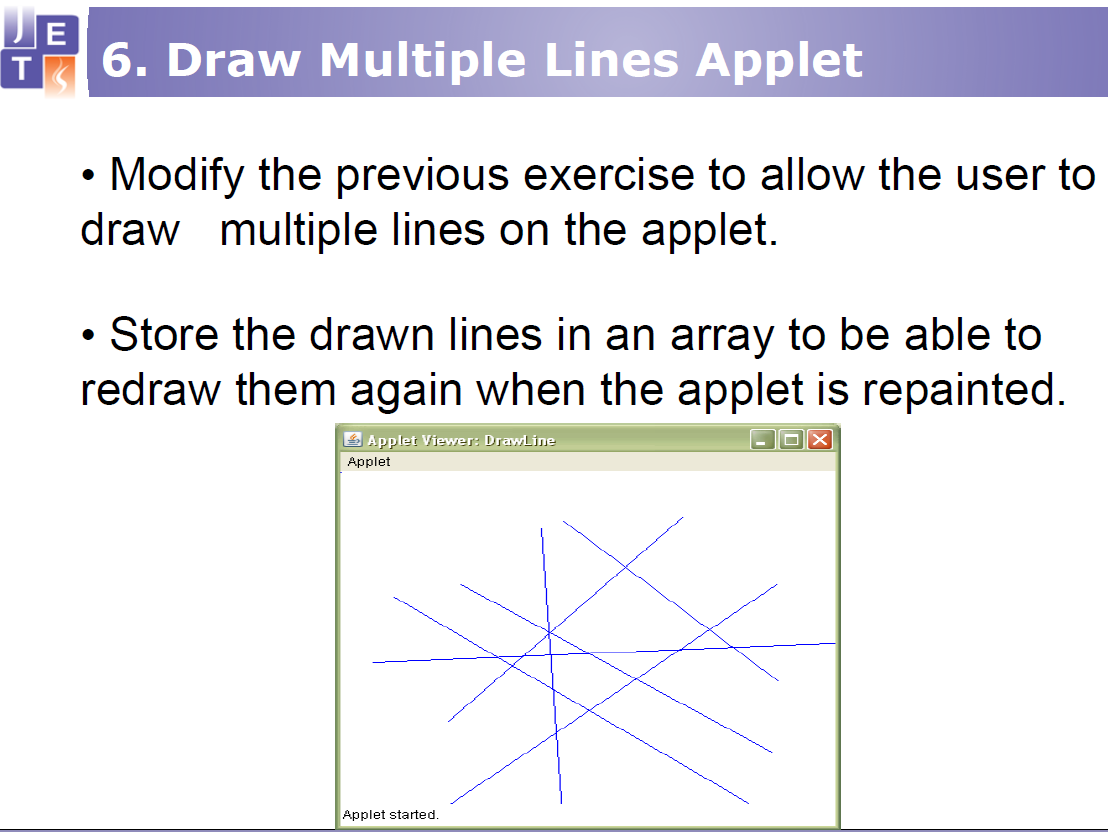 J E
T
6. Draw Multiple Lines Applet
• Modify the previous exercise to allow the user to
draw multiple lines on the applet.
• Store the drawn lines in an array to be able to
redraw them again when the applet is repainted.
Applet Viewer: DrawLine
Applet
Applet started.